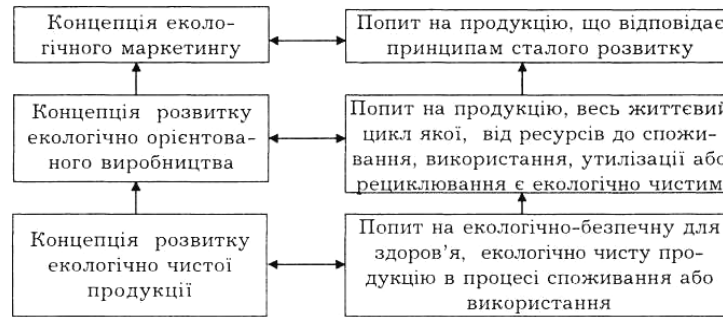 Концепція еколо-
гічного маркетингу
Попит на продукцію, що відповідає
принципам сталого розвитку
Концепція розвитку
екологічно орієнтова-
ного виробництва
Попит на продукцію, весь життєвий
цикл якої, від ресурсів до спожи-
вання, використання, утилізації або
рециклювання є екологічно чистим
Концепція розвитку
екологічно чистої
продукції
Попит на екологічно-безпечну для
здоров'я, екологічно чисту про-
дукцію в процесі споживання або
використання